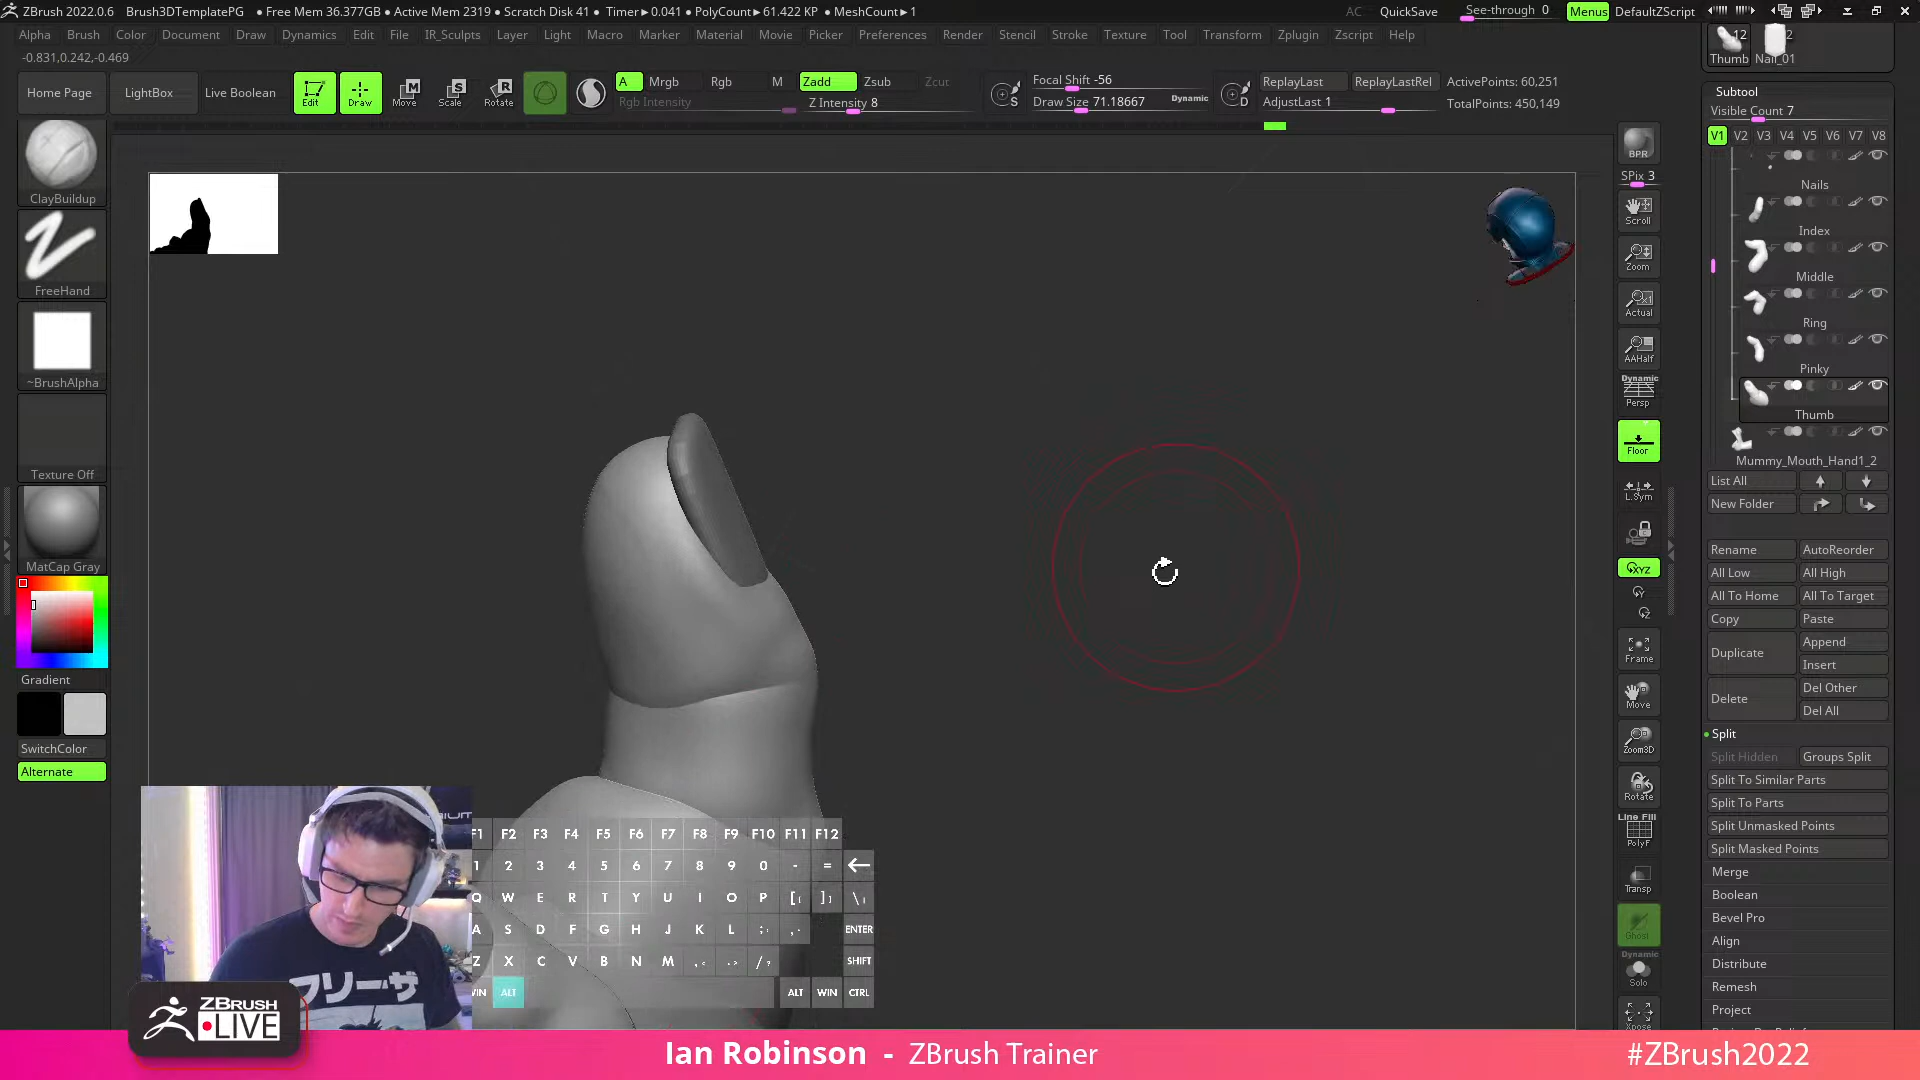 ZBrush 2022.0.6 Brush3DTemplatePG • Free Mem 36.377GB • Active Mem 2319 • Scratch Disk 41 • Timer▸0.041 • PolyCount▸61.422 KP • MeshCount▸1 AC QuickSave See-through 0 Menus DefaultZScript
Alpha Brush Color Document Draw Dynamics Edit File IR_Sculpts Layer Light Macro Marker Material Movie Picker Preferences Render Stencil Stroke Texture Tool Transform Zplugin Zscript Help
-0.831,0.242,-0.469
12
Thumb Nail_01
Home Page LightBox Live Boolean Edit Draw Move Scale Rotate
A Mrgb Rgb M Zadd Zsub Zcut
Rgb Intensity Z Intensity 8
Focal Shift -56
Draw Size 71.18667 Dynamic
ReplayLast ReplayLastRel ActivePoints: 60,251
AdjustLast 1 TotalPoints: 450,149
ClayBuildup
FreeHand
~BrushAlpha
Texture Off
MatCap Gray
Gradient
SwitchColor
Alternate
BPR
SPix 3
Scroll
Zoom
Actual
AAHalf
Dynamic
Persp
Floor
L.Sym
XYZ
Y
Z
Frame
Move
Zoom3D
Rotate
Line Fill
PolyF
Transp
Ghost
Dynamic
Solo
Xpose
Subtool
Visible Count 7
V1 V2 V3 V4 V5 V6 V7 V8
Nails
Index
Middle
Ring
Pinky
Thumb
Mummy_Mouth_Hand1_2
List All
New Folder
Rename AutoReorder
All Low All High
All To Home All To Target
Copy Paste
Duplicate Append
Insert
Delete Del Other
Del All
Split
Split Hidden Groups Split
Split To Similar Parts
Split To Parts
Split Unmasked Points
Split Masked Points
Merge
Boolean
Bevel Pro
Align
Distribute
Remesh
Project
F1 F2 F3 F4 F5 F6 F7 F8 F9 F10 F11 F12
1 2 3 4 5 6 7 8 9 0 - =
Q W E R T Y U I O P [ ] \
A S D F G H J K L ; ENTER
Z X C V B N M , . / ? SHIFT
WIN ALT ALT WIN CTRL
フリーザ
ZBRUSH
LIVE
Ian Robinson - ZBrush Trainer
#ZBrush2022